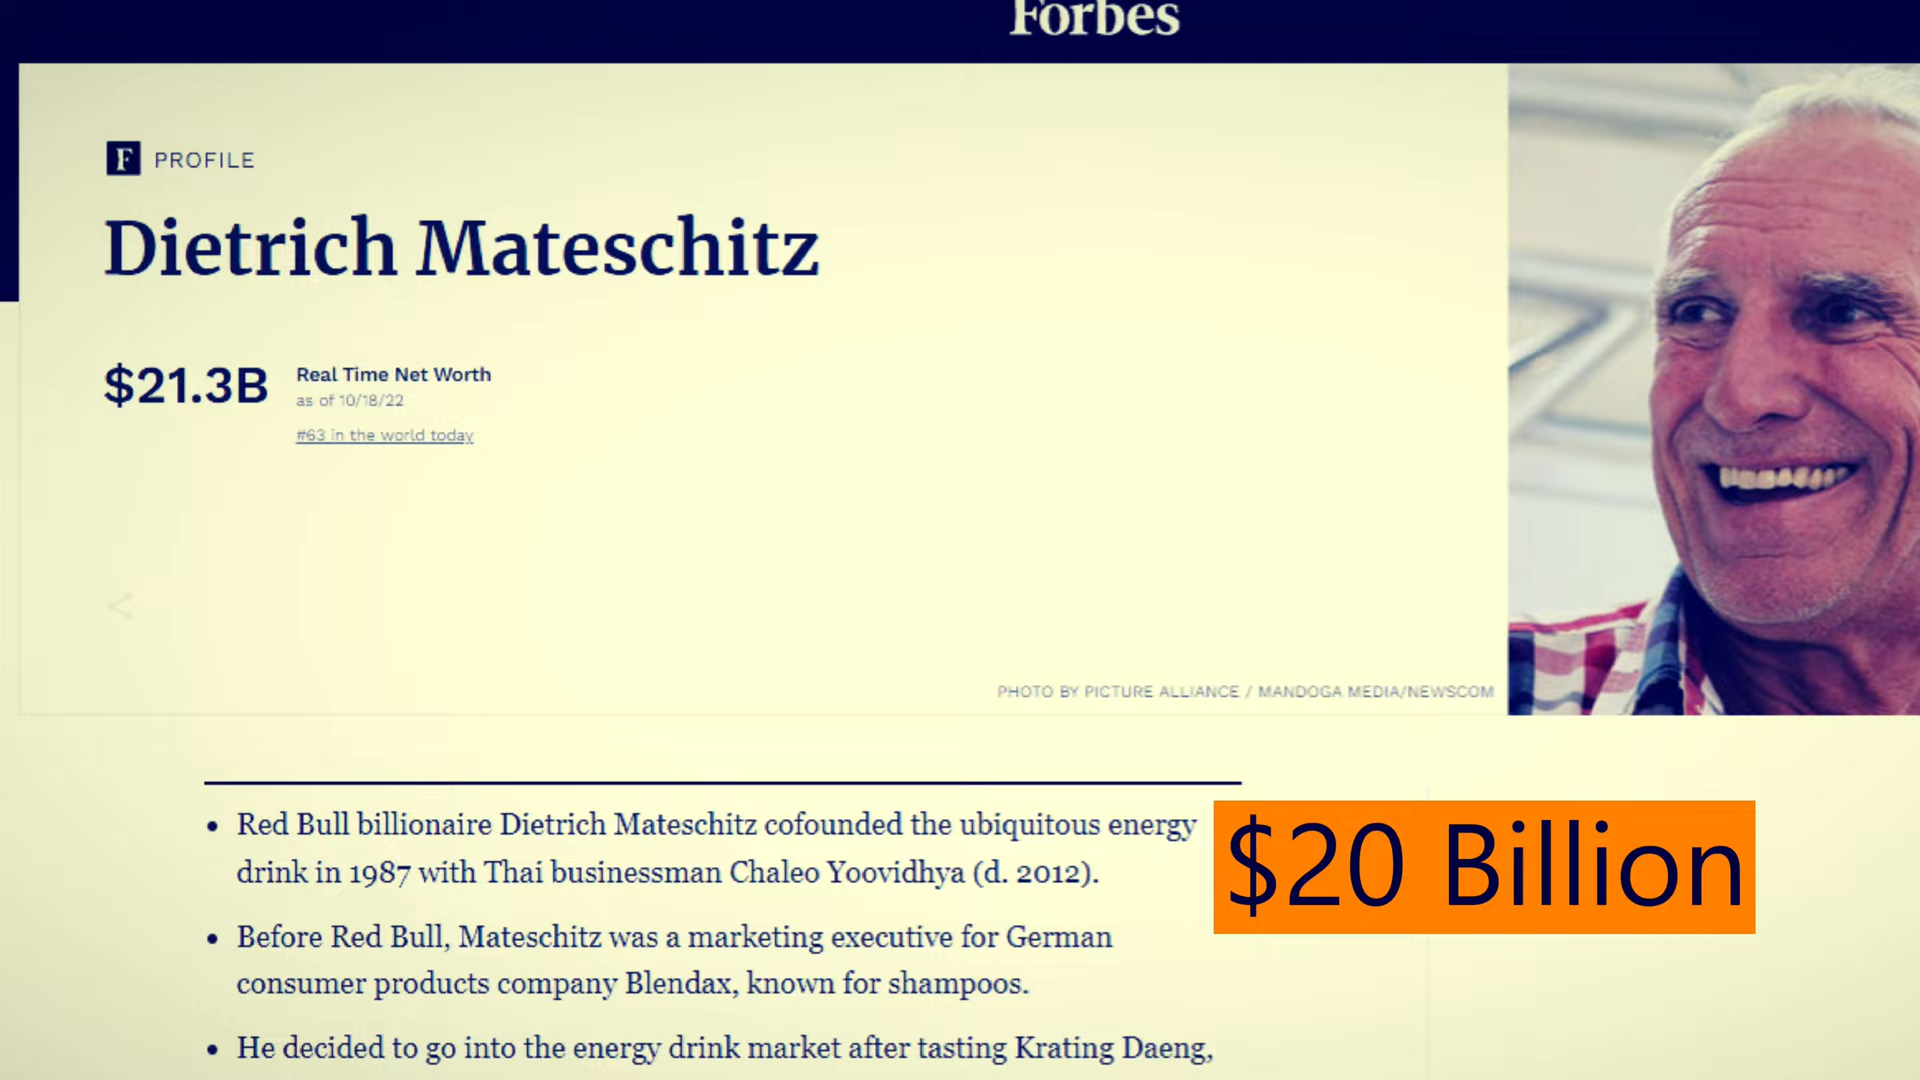 Forbes
F PROFILE
Dietrich Mateschitz
$21.3B
Real Time Net Worth
as of 10/18/22
#63 in the world today
PHOTO BY PICTURE ALLIANCE / MANDOGA MEDIA/NEWSCOM
• Red Bull billionaire Dietrich Mateschitz cofounded the ubiquitous energy
drink in 1987 with Thai businessman Chaleo Yoovidhya (d. 2012).
$20 Billion
• Before Red Bull, Mateschitz was a marketing executive for German
consumer products company Blendax, known for shampoos.
• He decided to go into the energy drink market after tasting Krating Daeng,